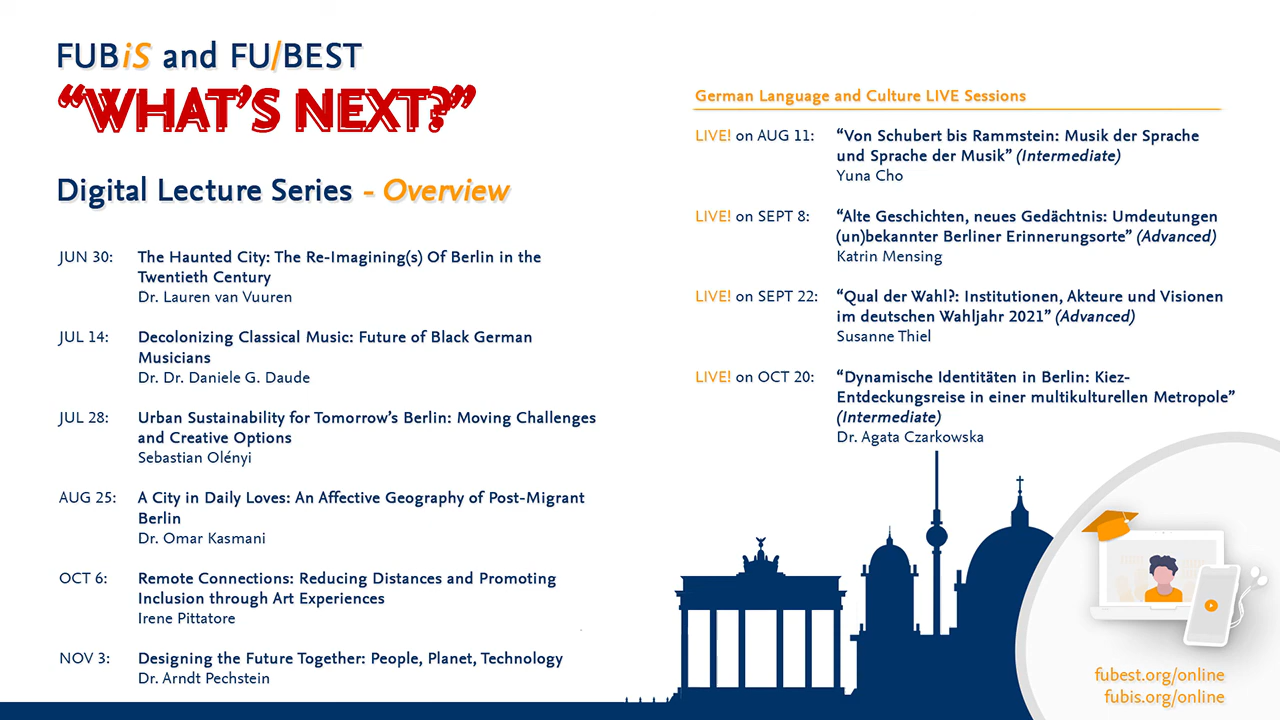 FUBiS and FU/BEST
“WHAT’S NEXT?”
Digital Lecture Series - Overview
JUN 30: The Haunted City: The Re-Imagining(s) Of Berlin in the
Twentieth Century
Dr. Lauren van Vuuren
JUL 14: Decolonizing Classical Music: Future of Black German
Musicians
Dr. Dr. Daniele G. Daude
JUL 28: Urban Sustainability for Tomorrow’s Berlin: Moving Challenges
and Creative Options
Sebastian Olényi
AUG 25: A City in Daily Loves: An Affective Geography of Post-Migrant
Berlin
Dr. Omar Kasmani
OCT 6: Remote Connections: Reducing Distances and Promoting
Inclusion through Art Experiences
Irene Pittatore
NOV 3: Designing the Future Together: People, Planet, Technology
Dr. Arndt Pechstein
German Language and Culture LIVE Sessions
LIVE! on AUG 11: “Von Schubert bis Rammstein: Musik der Sprache
und Sprache der Musik” (Intermediate)
Yuna Cho
LIVE! on SEPT 8: “Alte Geschichten, neues Gedächtnis: Umdeutungen
(un)bekannter Berliner Erinnerungsorte” (Advanced)
Katrin Mensing
LIVE! on SEPT 22: “Qual der Wahl?: Institutionen, Akteure und Visionen
im deutschen Wahljahr 2021” (Advanced)
Susanne Thiel
LIVE! on OCT 20: “Dynamische Identitäten in Berlin: Kiez-
Entdeckungsreise in einer multikulturellen Metropole”
(Intermediate)
Dr. Agata Czarkowska
fubest.org/online
fubis.org/online